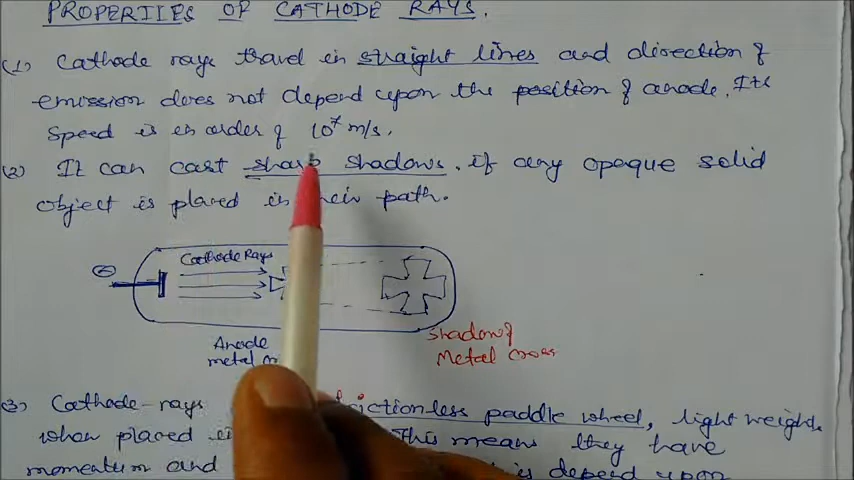 PROPERTIES OF CATHODE RAYS.
(1) Cathode rays travel in straight lines and direction of
emission does not depend upon the position of anode. Its
speed is in order of 10⁷ m/s.
(2) It can cast sharp shadows. if any opaque solid
object is placed in their path.
Cathode Rays
Anode
metal
Shadow of
Metal cross
(3) Cathode-rays frictionless paddle wheel, light weight.
when placed This means they have
momentum and is depend upon